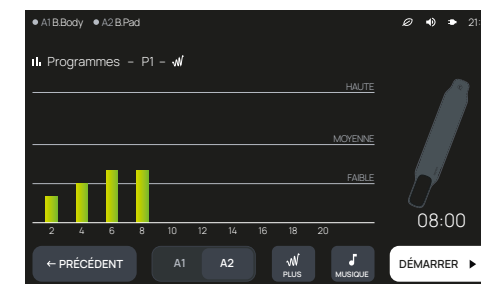 A1 B.Body A2 B.Pad 21:
Programmes – P1 –
HAUTE
MOYENNE
FAIBLE
2 4 6 8 10 12 14 16 18 20
08:00
← PRÉCÉDENT A1 A2 PLUS MUSIQUE DÉMARRER